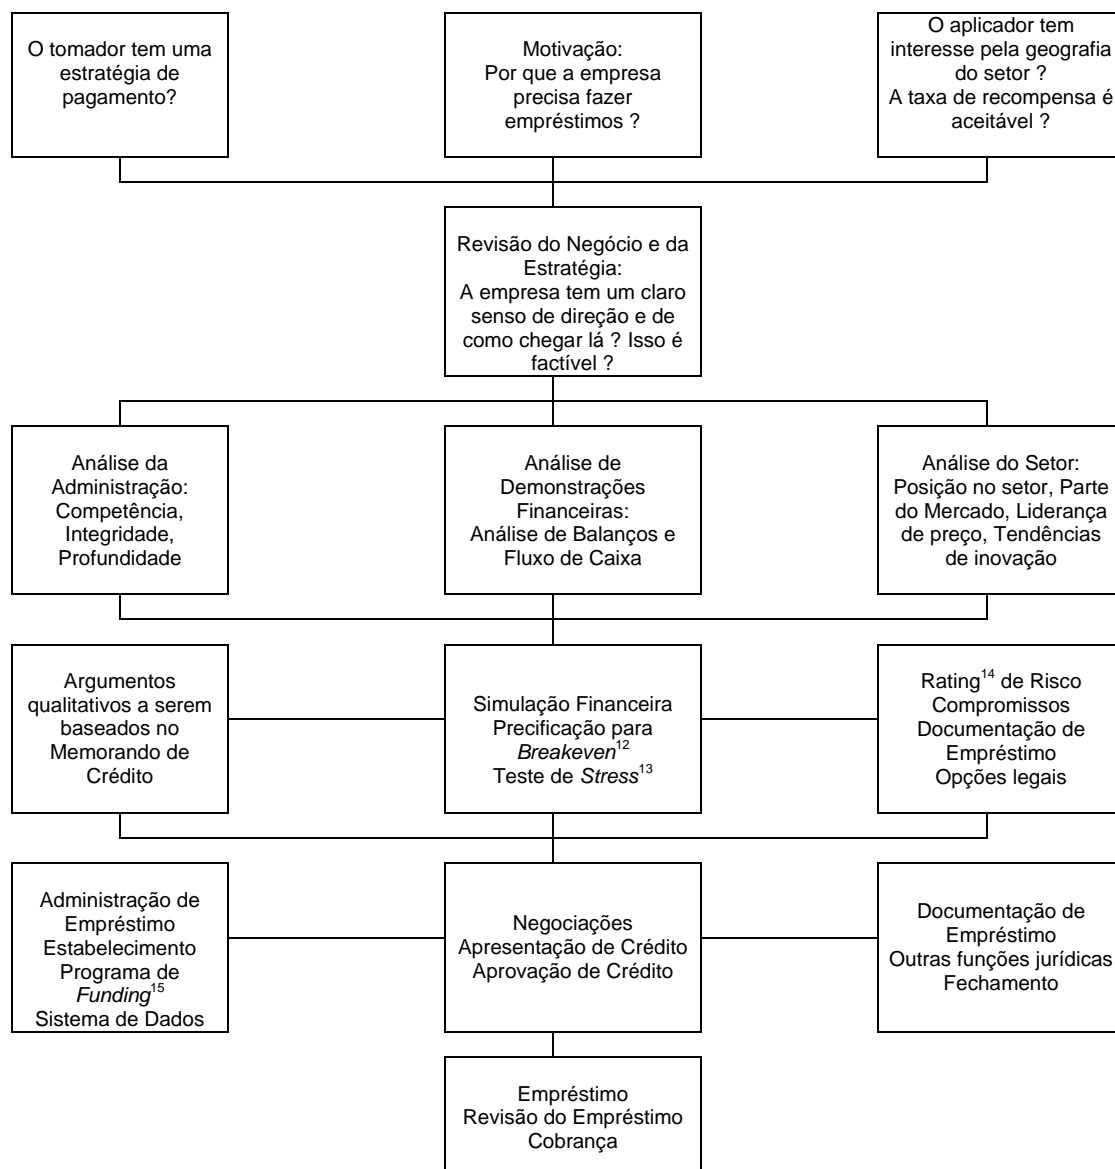 O tomador tem uma
estratégia de
pagamento?
Motivação:
Por que a empresa
precisa fazer
empréstimos ?
O aplicador tem
interesse pela geografia
do setor ?
A taxa de recompensa é
aceitável ?
Revisão do Negócio e da
Estratégia:
A empresa tem um claro
senso de direção e de
como chegar lá ? Isso é
factível ?
Análise da
Administração:
Competência,
Integridade,
Profundidade
Análise de
Demonstrações
Financeiras:
Análise de Balanços e
Fluxo de Caixa
Análise do Setor:
Posição no setor, Parte
do Mercado, Liderança
de preço, Tendências
de inovação
Argumentos
qualitativos a serem
baseados no
Memorando de
Crédito
Simulação Financeira
Precificação para
Breakeven12
Teste de Stress13
Rating14 de Risco
Compromissos
Documentação de
Empréstimo
Opções legais
Administração de
Empréstimo
Estabelecimento
Programa de
Funding15
Sistema de Dados
Negociações
Apresentação de Crédito
Aprovação de Crédito
Documentação de
Empréstimo
Outras funções jurídicas
Fechamento
Empréstimo
Revisão do Empréstimo
Cobrança